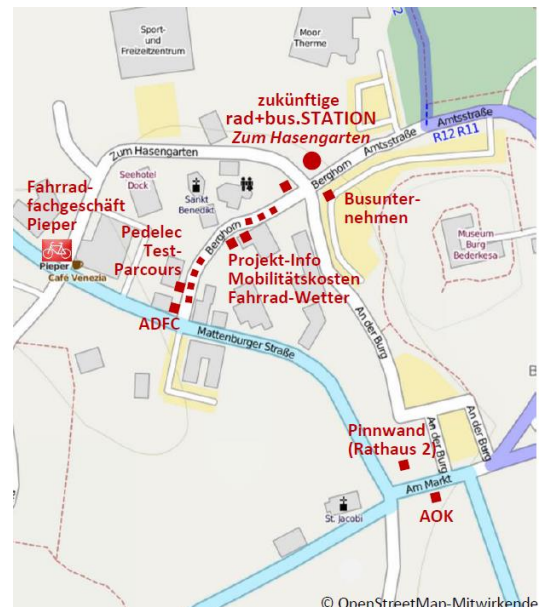 Sport-
und
Freizeitzentrum
Moor
Therme
zukünftige
rad+bus.STATION
Zum Hasengarten
Amtsstraße
R12 R11
Amtsstraße
Berghorn
Zum Hasengarten
Seehotel
Dock
Sankt
Benedikt
Fahrrad-
fachgeschäft
Pieper
Pieper
Café Venezia
Pedelec
Test-
Parcours
Berghorn
Busunter-
nehmen
Museum
Burg
Bederkesa
Projekt-Info
Mobilitätskosten
Fahrrad-Wetter
ADFC
Mattenburger Straße
An der Burg
An der Burg
An der Burg
B
Pinnwand
(Rathaus 2)
Am Markt
St. Jacobi
AOK
© OpenStreetMap-Mitwirkende